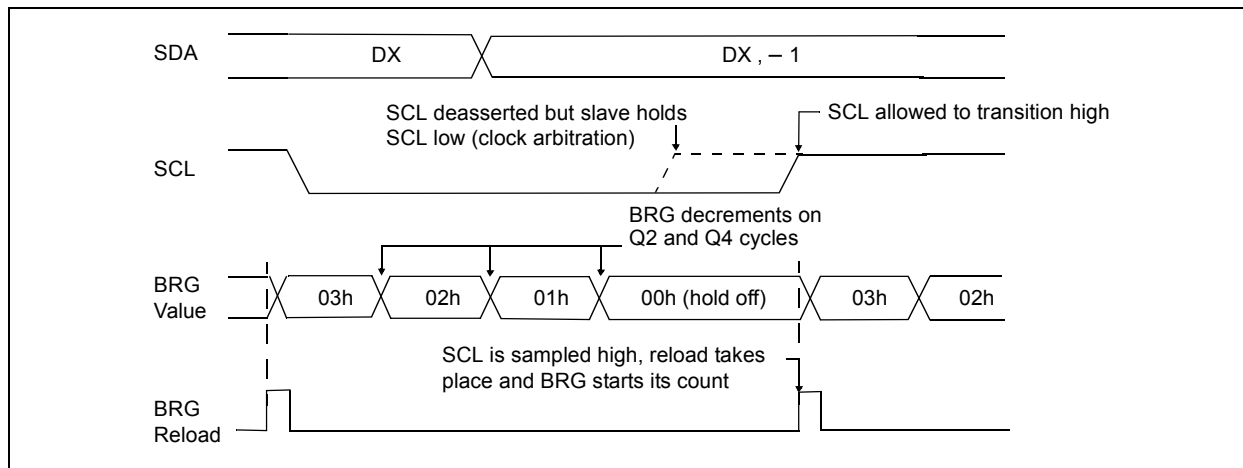 SDA
DX
DX , – 1
SCL deasserted but slave holds
SCL low (clock arbitration)
SCL allowed to transition high
SCL
BRG decrements on
Q2 and Q4 cycles
BRG
Value
03h
02h
01h
00h (hold off)
03h
02h
SCL is sampled high, reload takes
place and BRG starts its count
BRG
Reload